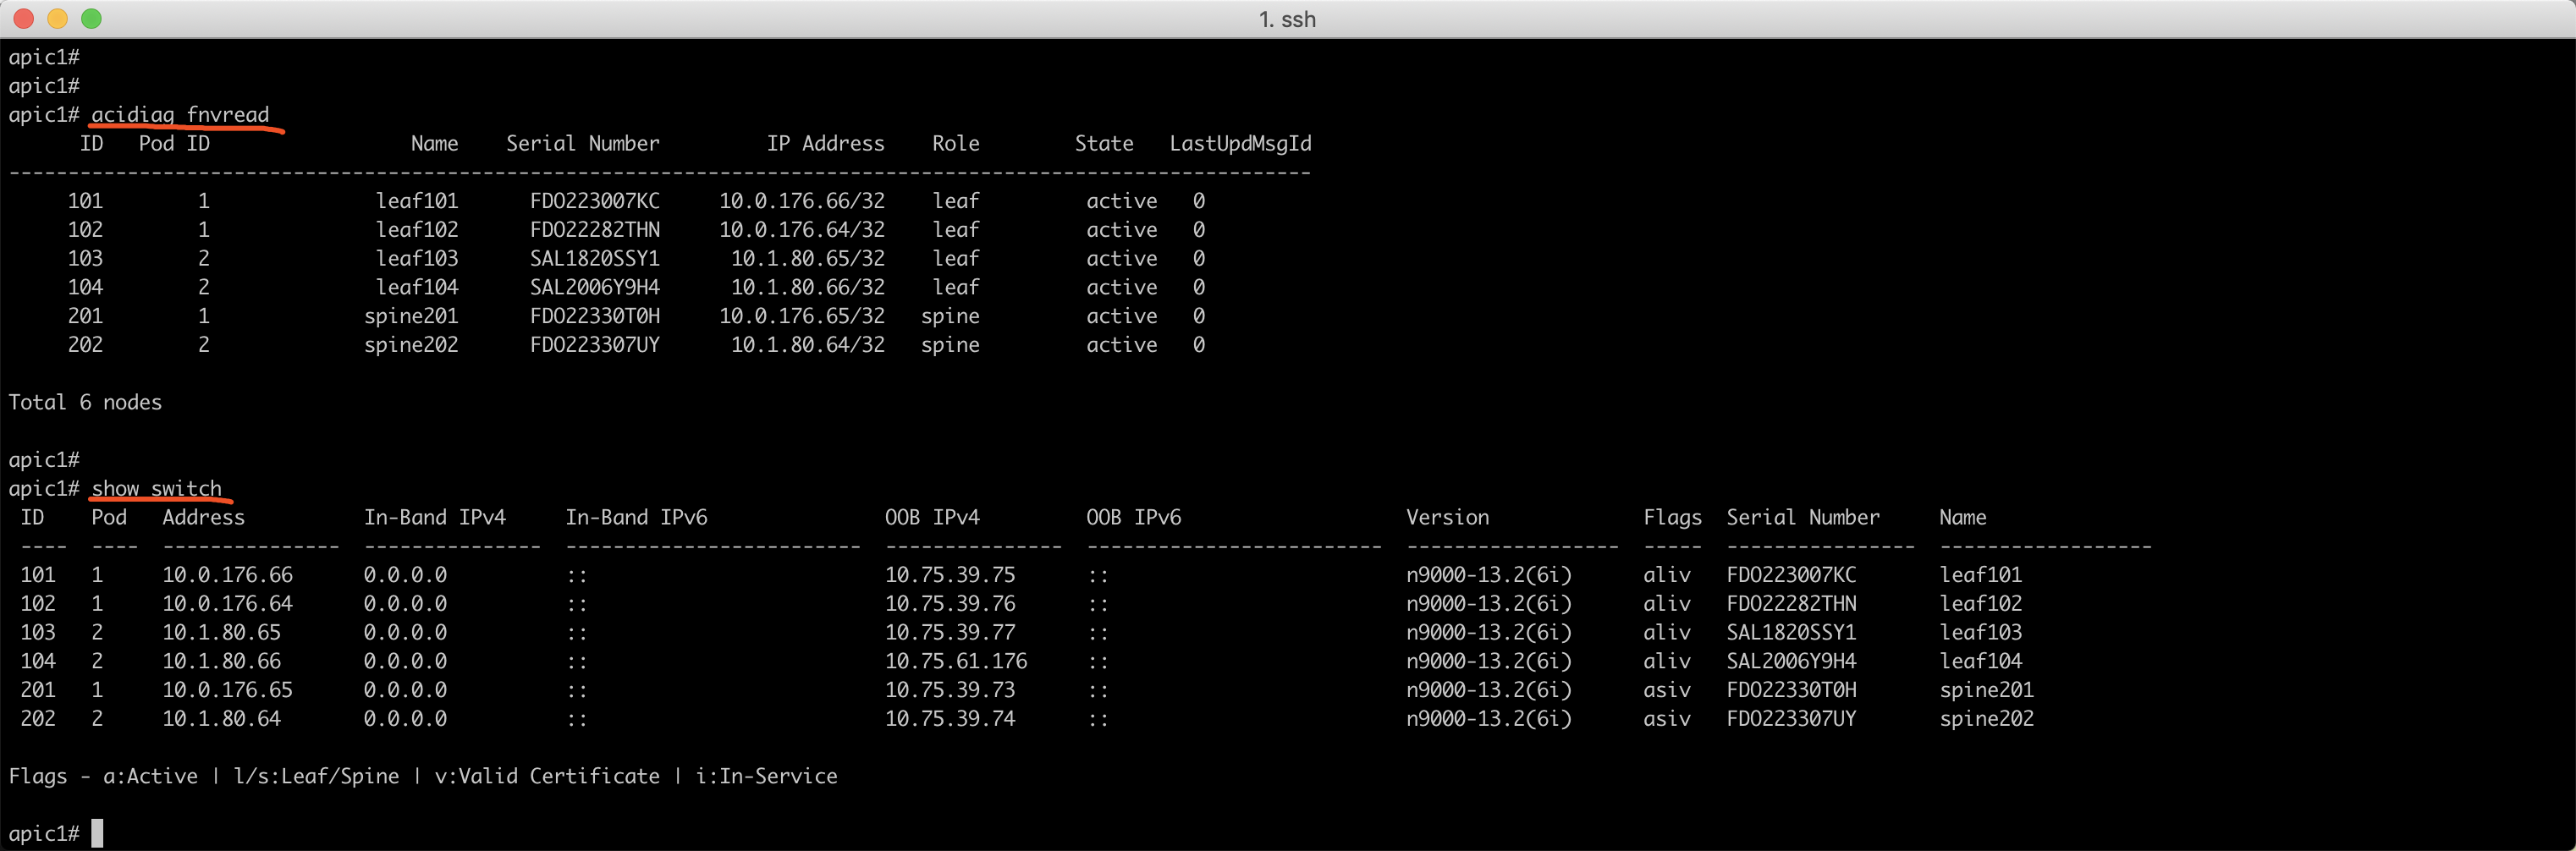 1. ssh
apic1#
apic1#
apic1# acidiag fnvread
ID Pod ID Name Serial Number IP Address Role State LastUpdMsgId
--------------------------------------------------------------------------------------------------------------
101 1 leaf101 FDO223007KC 10.0.176.66/32 leaf active 0
102 1 leaf102 FDO22282THN 10.0.176.64/32 leaf active 0
103 2 leaf103 SAL1820SSY1 10.1.80.65/32 leaf active 0
104 2 leaf104 SAL2006Y9H4 10.1.80.66/32 leaf active 0
201 1 spine201 FDO22330T0H 10.0.176.65/32 spine active 0
202 2 spine202 FDO223307UY 10.1.80.64/32 spine active 0
Total 6 nodes
apic1#
apic1# show switch
ID Pod Address In-Band IPv4 In-Band IPv6 OOB IPv4 OOB IPv6 Version Flags Serial Number Name
---- ---- --------------- --------------- ------------------------- --------------- ------------------------- ------------------ ----- ---------------- ------------------
101 1 10.0.176.66 0.0.0.0 :: 10.75.39.75 :: n9000-13.2(6i) aliv FDO223007KC leaf101
102 1 10.0.176.64 0.0.0.0 :: 10.75.39.76 :: n9000-13.2(6i) aliv FDO22282THN leaf102
103 2 10.1.80.65 0.0.0.0 :: 10.75.39.77 :: n9000-13.2(6i) aliv SAL1820SSY1 leaf103
104 2 10.1.80.66 0.0.0.0 :: 10.75.61.176 :: n9000-13.2(6i) aliv SAL2006Y9H4 leaf104
201 1 10.0.176.65 0.0.0.0 :: 10.75.39.73 :: n9000-13.2(6i) asiv FDO22330T0H spine201
202 2 10.1.80.64 0.0.0.0 :: 10.75.39.74 :: n9000-13.2(6i) asiv FDO223307UY spine202
Flags - a:Active | l/s:Leaf/Spine | v:Valid Certificate | i:In-Service
apic1#